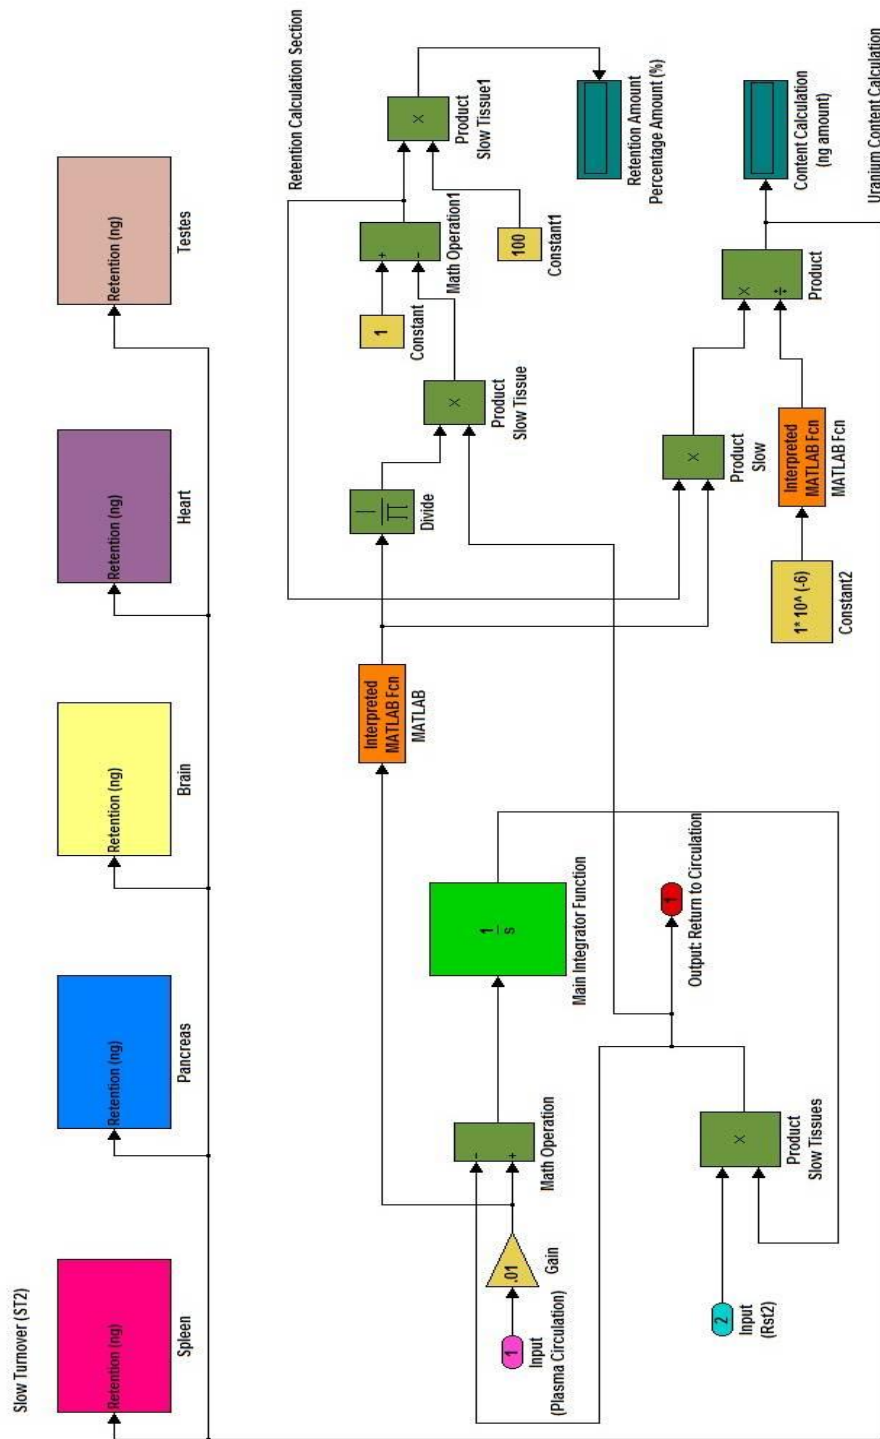 Slow Turnover (ST2)
Retention (ng)
Spleen
Retention (ng)
Pancreas
Retention (ng)
Brain
Retention (ng)
Heart
Retention (ng)
Testes
Retention Calculation Section
1
Input
(Plasma Circulation)
.01
Gain
-
+
Math Operation
1
s
Main Integrator Function
Interpreted
MATLAB Fcn
MATLAB
Divide
×
Product
Slow Tissue
1
Constant
+
-
Math Operation1
100
Constant1
×
Product
Slow Tissue1
Retention Amount
Percentage Amount (%)
2
Input
(Rst2)
×
Product
Slow Tissues
1
Output: Return to Circulation
×
Product
Slow
1* 10^ (-6)
Constant2
Interpreted
MATLAB Fcn
MATLAB Fcn
×
÷
Product
Content Calculation
(ng amount)
Uranium Content Calculation